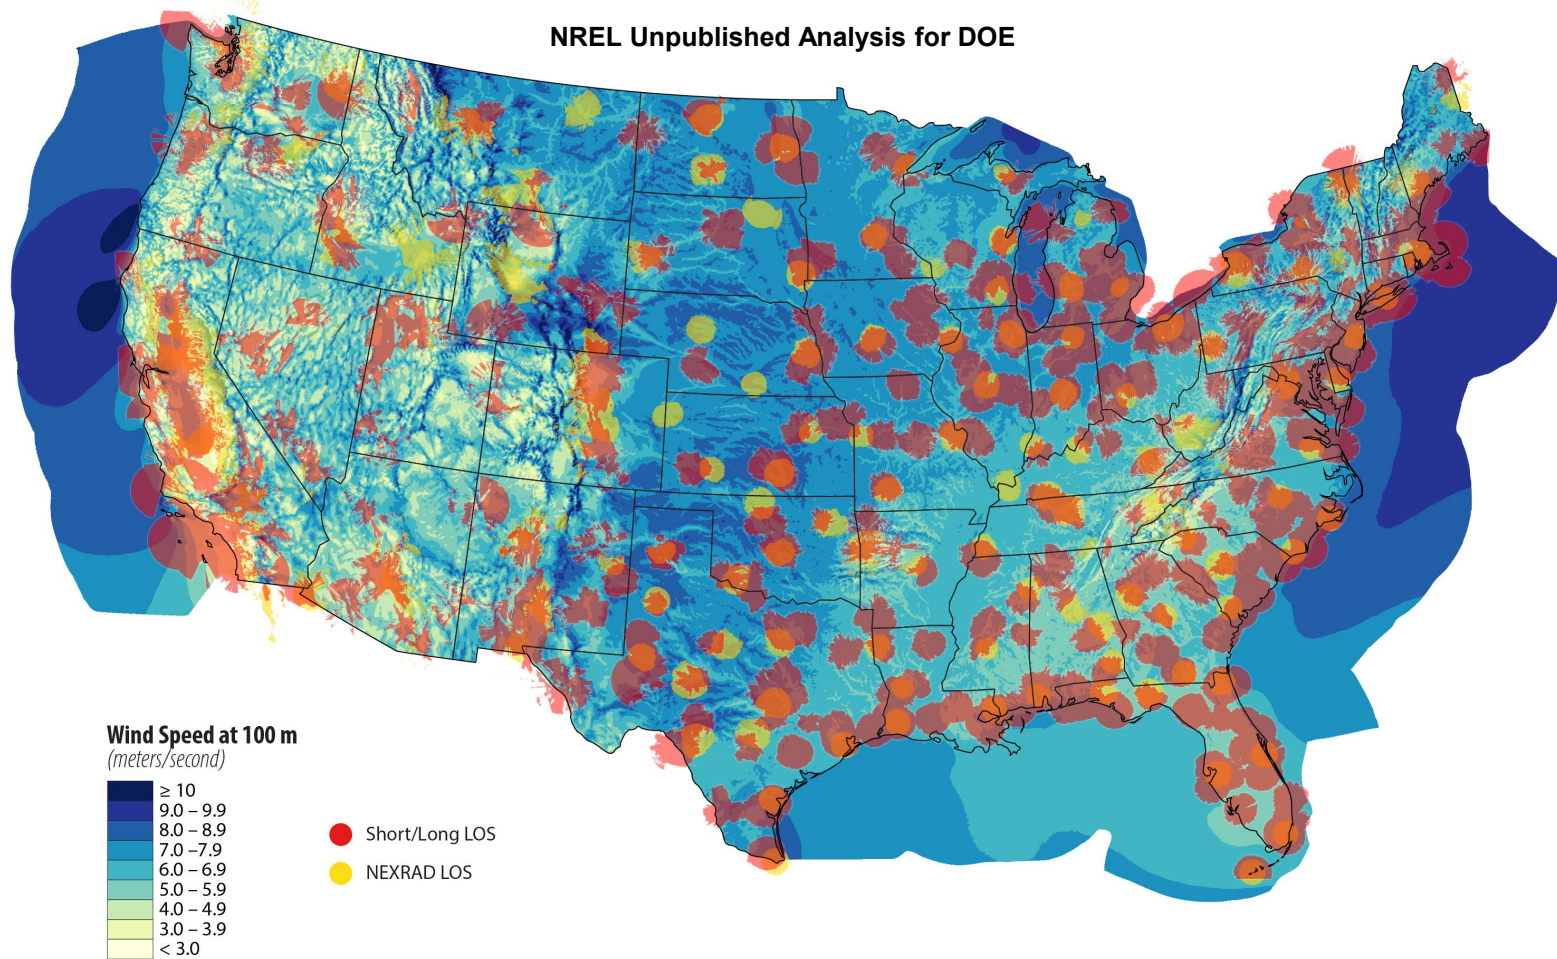 NREL Unpublished Analysis for DOE
Wind Speed at 100 m
(meters/second)
≥ 10
9.0 – 9.9
8.0 – 8.9
7.0 –7.9
6.0 – 6.9
5.0 – 5.9
4.0 – 4.9
3.0 – 3.9
< 3.0
Short/Long LOS
NEXRAD LOS